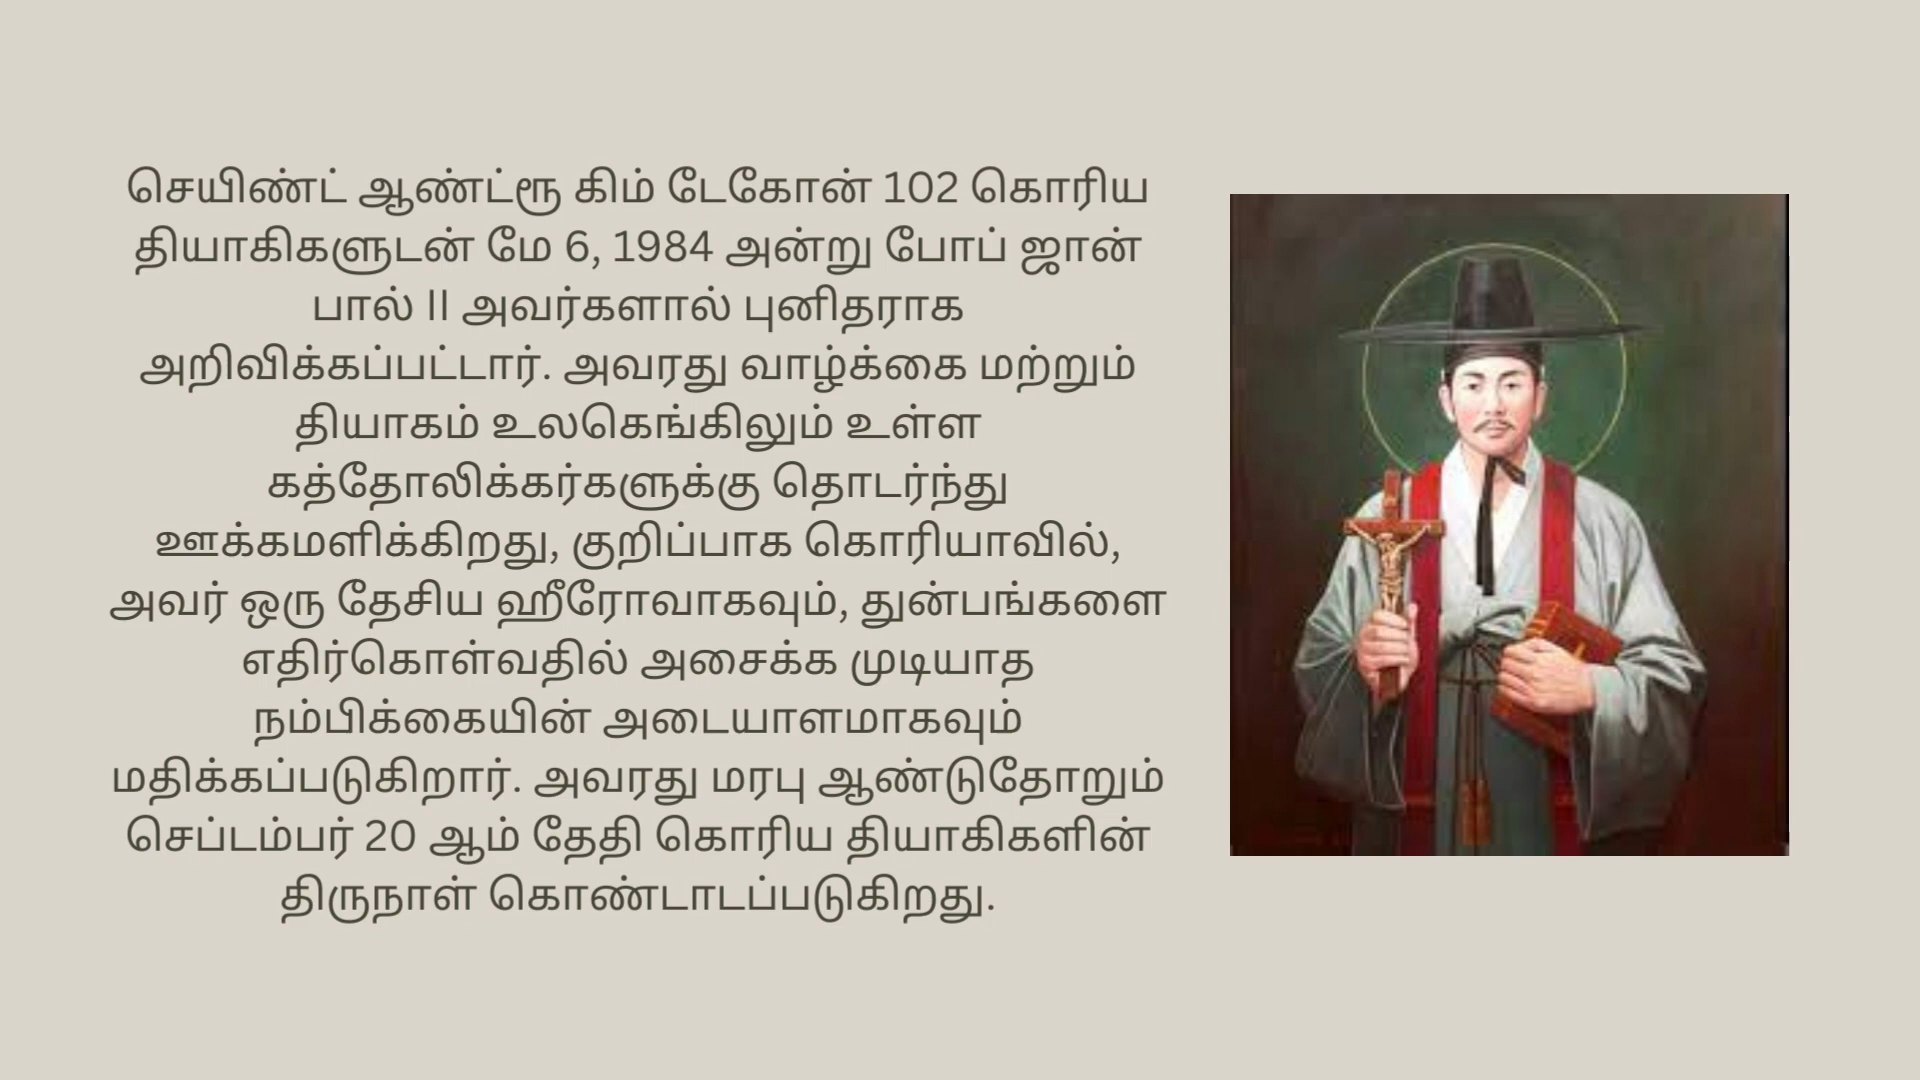 செயிண்ட் ஆண்ட்ரூ கிம் டேகோன் 102 கொரிய
தியாகிகளுடன் மே 6, 1984 அன்று போப் ஜான்
பால் II அவர்களால் புனிதராக
அறிவிக்கப்பட்டார். அவரது வாழ்க்கை மற்றும்
தியாகம் உலகெங்கிலும் உள்ள
கத்தோலிக்கர்களுக்கு தொடர்ந்து
ஊக்கமளிக்கிறது, குறிப்பாக கொரியாவில்,
அவர் ஒரு தேசிய ஹீரோவாகவும், துன்பங்களை
எதிர்கொள்வதில் அசைக்க முடியாத
நம்பிக்கையின் அடையாளமாகவும்
மதிக்கப்படுகிறார். அவரது மரபு ஆண்டுதோறும்
செப்டம்பர் 20 ஆம் தேதி கொரிய தியாகிகளின்
திருநாள் கொண்டாடப்படுகிறது.